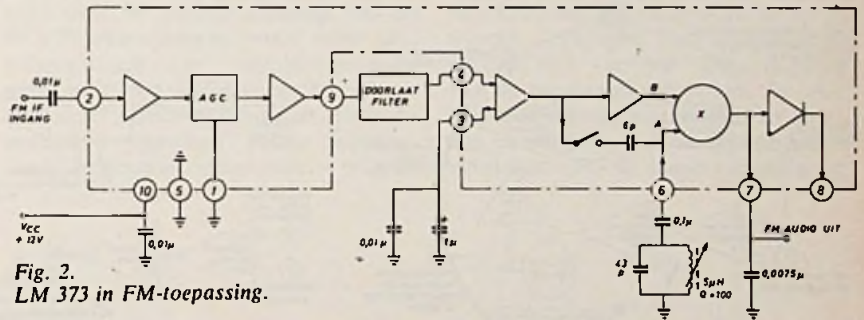 0,01µ
FM IF
INGANG
2
AGC
9
DOORLAAT
FILTER
4
3
B
A
6p
X
10
5
1
6
7
8
VCC
+ 12V
0,01µ
0,01µ
1µ
+
0,1µ
43
p
5µH
Q=100
FM AUDIO UIT
0,0075µ
Fig. 2.
LM 373 in FM-toepassing.